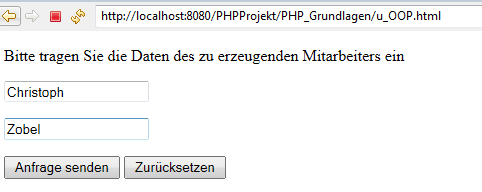 http://localhost:8080/PHPProjekt/PHP_Grundlagen/u_OOP.html
Bitte tragen Sie die Daten des zu erzeugenden Mitarbeiters ein
Christoph
Zobel
Anfrage senden Zurücksetzen